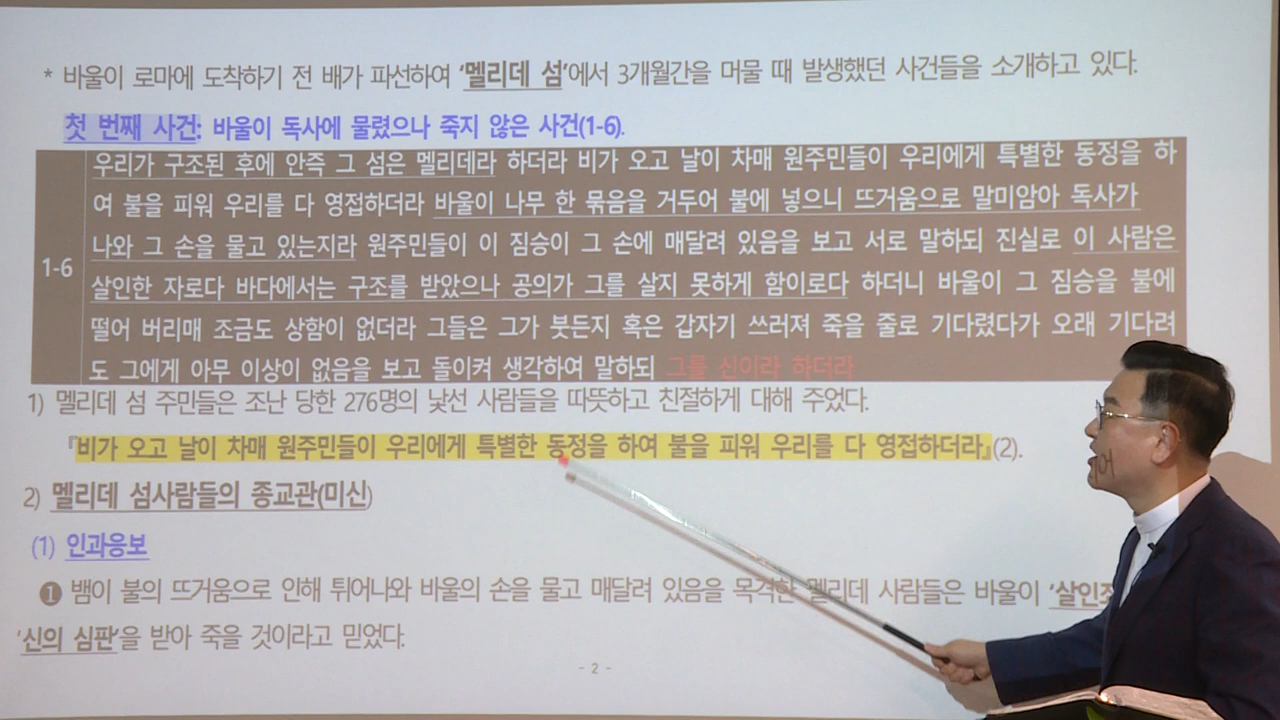 * 바울이 로마에 도착하기 전 배가 파선하여 '멜리데 섬'에서 3개월간을 머물 때 발생했던 사건들을 소개하고 있다.
첫 번째 사건: 바울이 독사에 물렸으나 죽지 않은 사건(1-6).
1-6
우리가 구조된 후에 안즉 그 섬은 멜리데라 하더라 비가 오고 날이 차매 원주민들이 우리에게 특별한 동정을 하
여 불을 피워 우리를 다 영접하더라 바울이 나무 한 묶음을 거두어 불에 넣으니 뜨거움으로 말미암아 독사가
나와 그 손을 물고 있는지라 원주민들이 이 짐승이 그 손에 매달려 있음을 보고 서로 말하되 진실로 이 사람은
살인한 자로다 바다에서는 구조를 받았으나 공의가 그를 살지 못하게 함이로다 하더니 바울이 그 짐승을 불에
떨어 버리매 조금도 상함이 없더라 그들은 그가 붓든지 혹은 갑자기 쓰러져 죽을 줄로 기다렸다가 오래 기다려
도 그에게 아무 이상이 없음을 보고 돌이켜 생각하여 말하되 그를 신이라 하더라
1) 멜리데 섬 주민들은 조난 당한 276명의 낯선 사람들을 따뜻하고 친절하게 대해 주었다.
『비가 오고 날이 차매 원주민들이 우리에게 특별한 동정을 하여 불을 피워 우리를 다 영접하더라』(2).
2) 멜리데 섬사람들의 종교관(미신)
(1) 인과응보
❶ 뱀이 불의 뜨거움으로 인해 튀어나와 바울의 손을 물고 매달려 있음을 목격한 멜리데 사람들은 바울이 '살인
'신의 심판'을 받아 죽을 것이라고 믿었다.
- 2 -